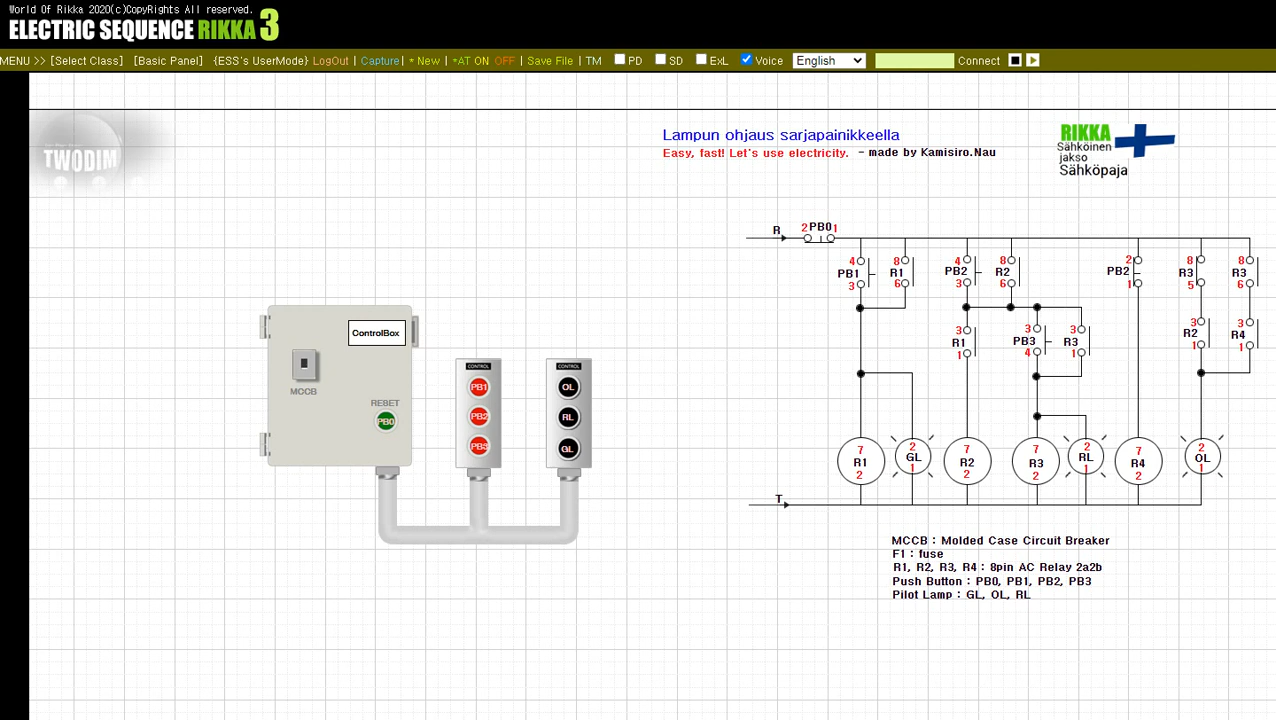 World Of Rikka 2020(c)CopyRights All reserved.
ELECTRIC SEQUENCE RIKKA 3
MENU >> [Select Class] [Basic Panel] {ESS's UserMode} LogOut | Capture | * New | *AT ON OFF | Save File | TM PD SD ExL Voice English Connect
TWODIM
Lampun ohjaus sarjapainikkeella
Easy, fast! Let's use electricity. - made by Kamisiro.Nau
RIKKA
Sähköinen
jakso
Sähköpaja
R 2 PB0 1
4 8 4 8 2 8 8
PB1 R1 PB2 R2 PB2 R3 R3
3 6 3 6 1 5 6
3 3 3 3 3
R1 PB3 R3 R2 R4
1 4 1 1 1
7 2 7 7 2 7 2
R1 GL R2 R3 RL R4 OL
2 1 2 2 1 2 1
T
ControlBox
MCCB
RESET
PB0
CONTROL
PB1
PB2
PB3
CONTROL
OL
RL
GL
MCCB : Molded Case Circuit Breaker
F1 : fuse
R1, R2, R3, R4 : 8pin AC Relay 2a2b
Push Button : PB0, PB1, PB2, PB3
Pilot Lamp : GL, OL, RL